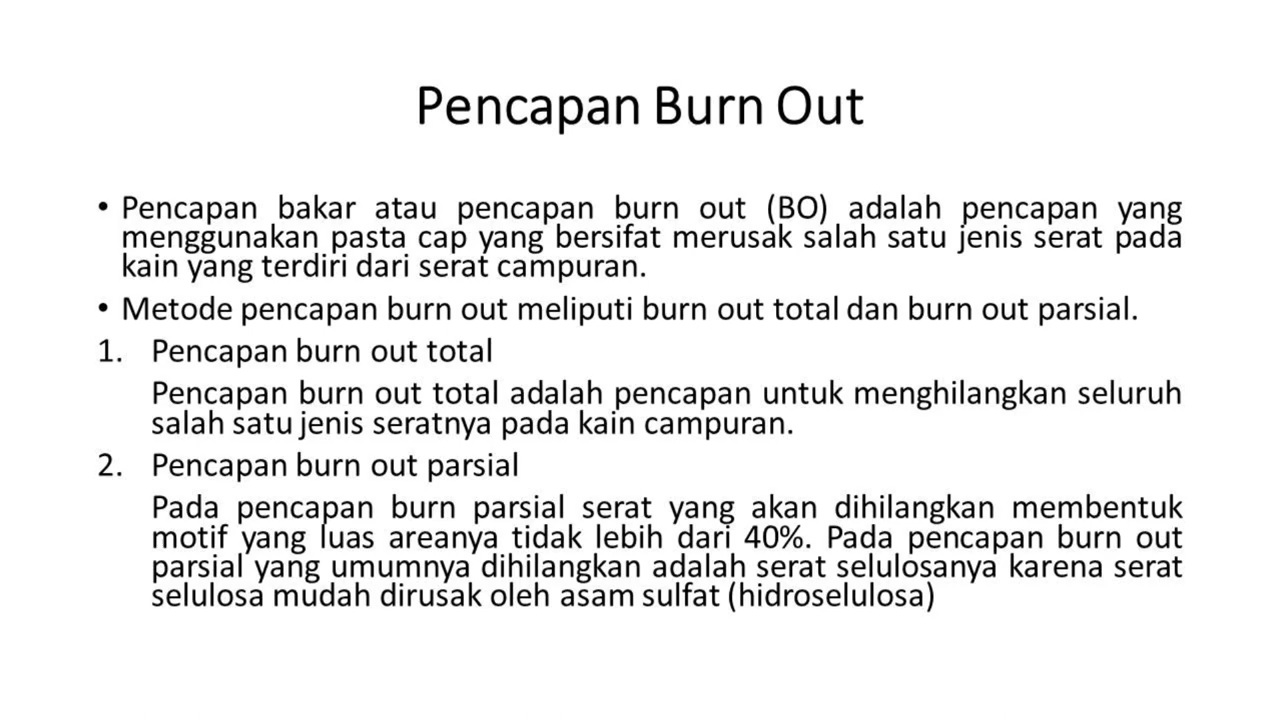 Pencapan Burn Out
• Pencapan bakar atau pencapan burn out (BO) adalah pencapan yang
menggunakan pasta cap yang bersifat merusak salah satu jenis serat pada
kain yang terdiri dari serat campuran.
• Metode pencapan burn out meliputi burn out total dan burn out parsial.
1. Pencapan burn out total
Pencapan burn out total adalah pencapan untuk menghilangkan seluruh
salah satu jenis seratnya pada kain campuran.
2. Pencapan burn out parsial
Pada pencapan burn parsial serat yang akan dihilangkan membentuk
motif yang luas areanya tidak lebih dari 40%. Pada pencapan burn out
parsial yang umumnya dihilangkan adalah serat selulosanya karena serat
selulosa mudah dirusak oleh asam sulfat (hidroselulosa)